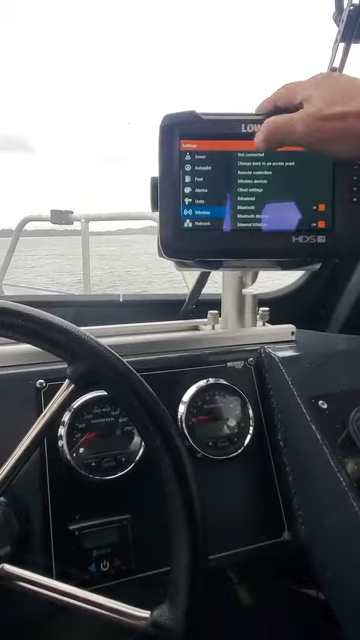 LOW
Settings
Sonar
Autopilot
Fuel
Alarms
Units
Wireless
Network
Not connected
Change back to an access point
Remote controllers
Wireless devices
Client settings
Advanced
Bluetooth
Bluetooth devices
Internal Wireless
HDS
HONDA